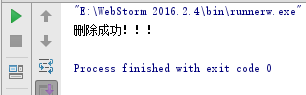 "E:\WebStorm 2016.2.4\bin\runnerw.exe"
删除成功！！！
Process finished with exit code 0